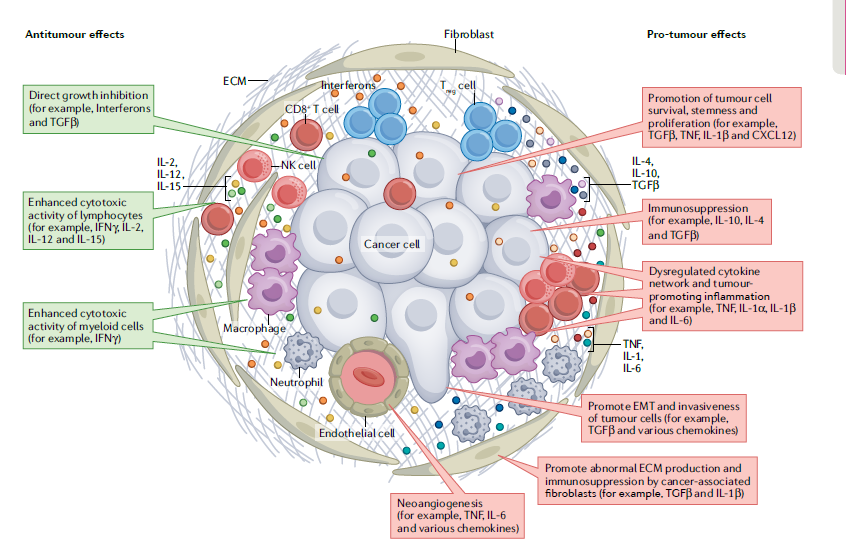 Antitumour effects
Fibroblast
Pro-tumour effects
ECM
Interferons
Treg cell
CD8+ T cell
Direct growth inhibition
(for example, Interferons
and TGFβ)
Promotion of tumour cell
survival, stemness and
proliferation (for example,
TGFβ, TNF, IL-1β and CXCL12)
IL-2,
IL-12,
IL-15
NK cell
IL-4,
IL-10,
TGFβ
Enhanced cytotoxic
activity of lymphocytes
(for example, IFNγ, IL-2,
IL-12 and IL-15)
Immunosuppression
(for example, IL-10, IL-4
and TGFβ)
Cancer cell
Dysregulated cytokine
network and tumour-
promoting inflammation
(for example, TNF, IL-1α, IL-1β
and IL-6)
Enhanced cytotoxic
activity of myeloid cells
(for example, IFNγ)
Macrophage
TNF,
IL-1,
IL-6
Neutrophil
Endothelial cell
Promote EMT and invasiveness
of tumour cells (for example,
TGFβ and various chemokines)
Promote abnormal ECM production and
immunosuppression by cancer-associated
fibroblasts (for example, TGFβ and IL-1β)
Neoangiogenesis
(for example, TNF, IL-6
and various chemokines)